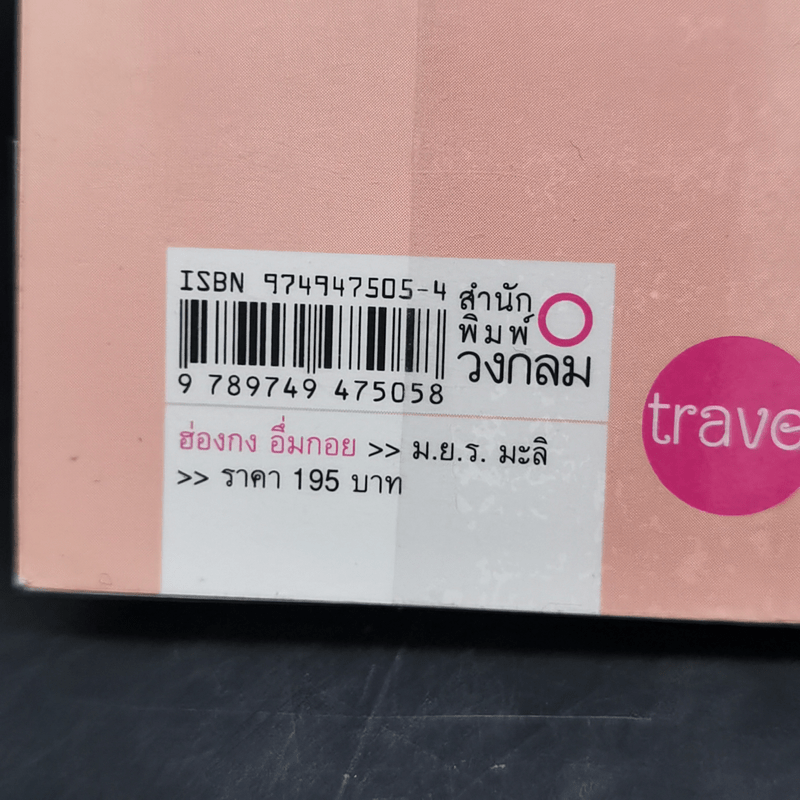 ISBN 974947505-4
สำนัก
พิมพ์
วงกลม
9 789749 475058
ฮ่องกง อึ๋มกอย >> ม.ย.ร. มะลิ
>> ราคา 195 บาท
trave